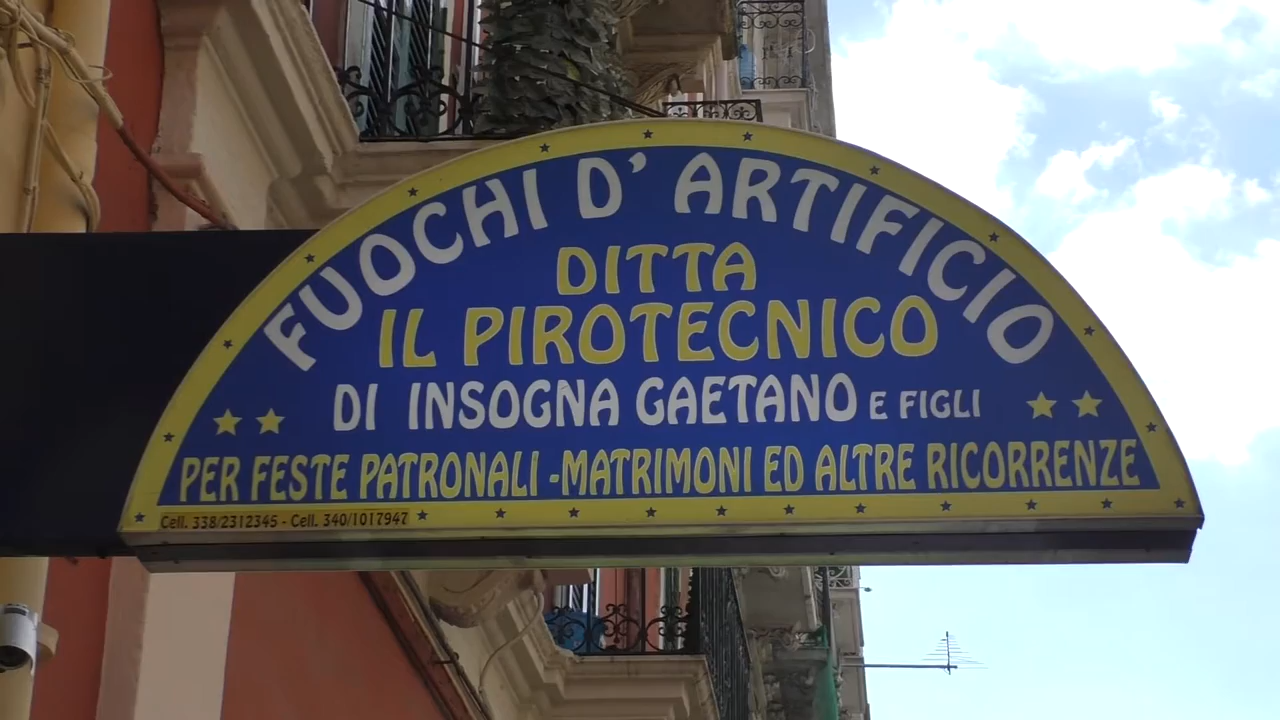 FUOCHI D' ARTIFICIO
DITTA
IL PIROTECNICO
DI INSOGNA GAETANO E FIGLI
PER FESTE PATRONALI -MATRIMONI ED ALTRE RICORRENZE
Cell. 338/2312345 - Cell. 340/1017947